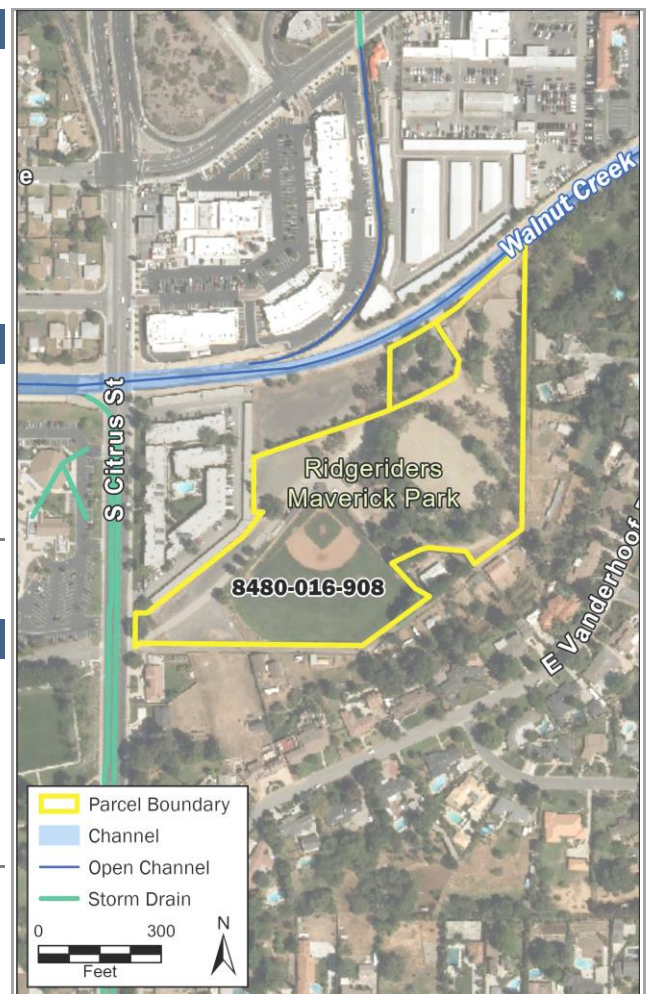 e
Walnut Creek
S Citrus St
Ridgeriders
Maverick Park
8480-016-908
E Vanderhoof
Parcel Boundary
Channel
Open Channel
Storm Drain
0 300
Feet
N